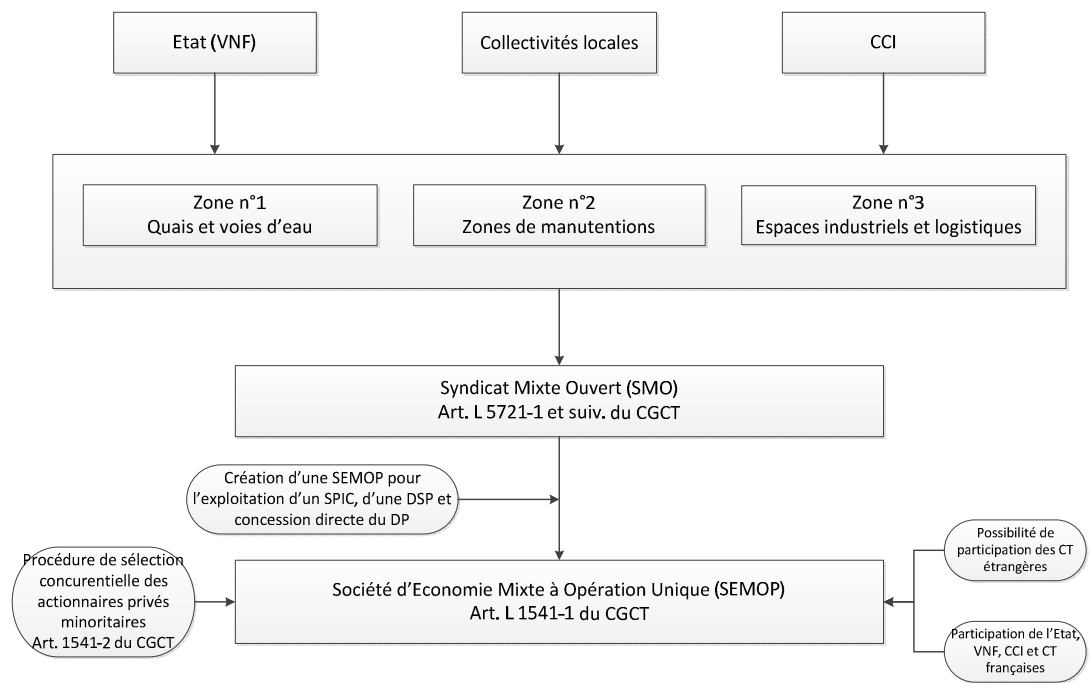 Etat (VNF)
Collectivités locales
CCI
Zone n°1
Quais et voies d'eau
Zone n°2
Zones de manutentions
Zone n°3
Espaces industriels et logistiques
Syndicat Mixte Ouvert (SMO)
Art. L 5721-1 et suiv. du CGCT
Création d'une SEMOP pour
l'exploitation d'un SPIC, d'une DSP et
concession directe du DP
Procédure de sélection
concurentielle des
actionnaires privés
minoritaires
Art. 1541-2 du CGCT
Société d'Economie Mixte à Opération Unique (SEMOP)
Art. L 1541-1 du CGCT
Possibilité de
participation des CT
étrangères
Participation de l'Etat,
VNF, CCI et CT
françaises